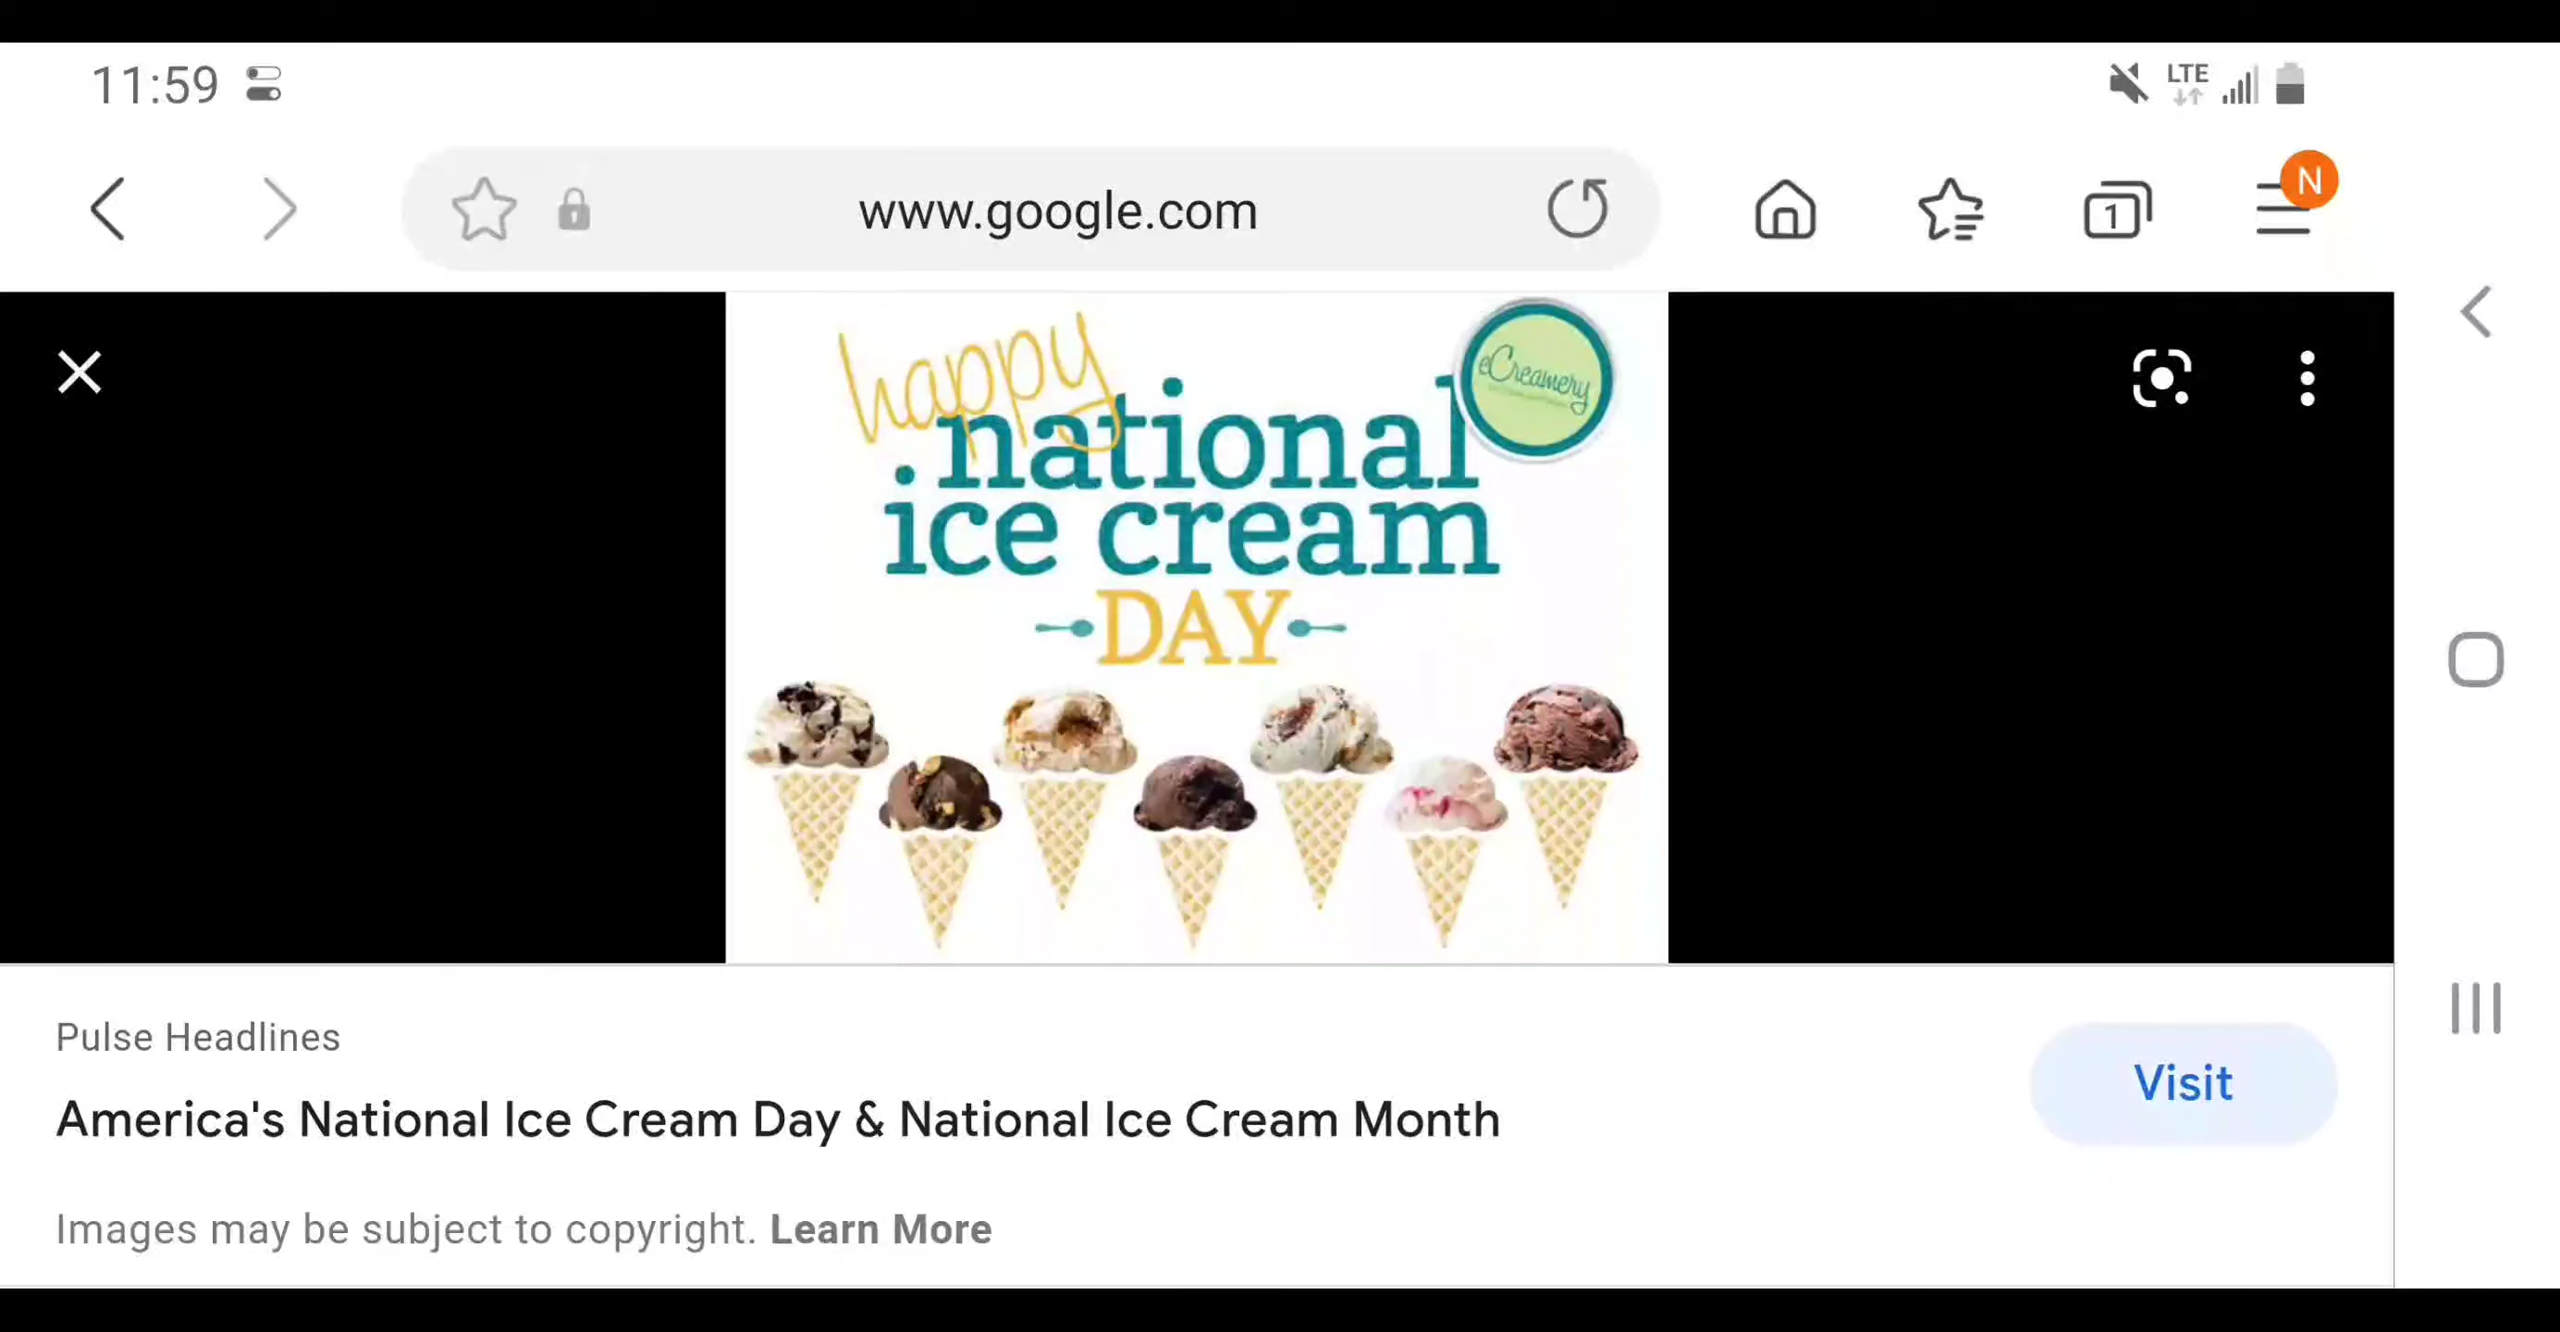 11:59
LTE
www.google.com
1
N
happy
eCreamery
national
ice cream
DAY
Pulse Headlines
America's National Ice Cream Day & National Ice Cream Month
Visit
Images may be subject to copyright. Learn More